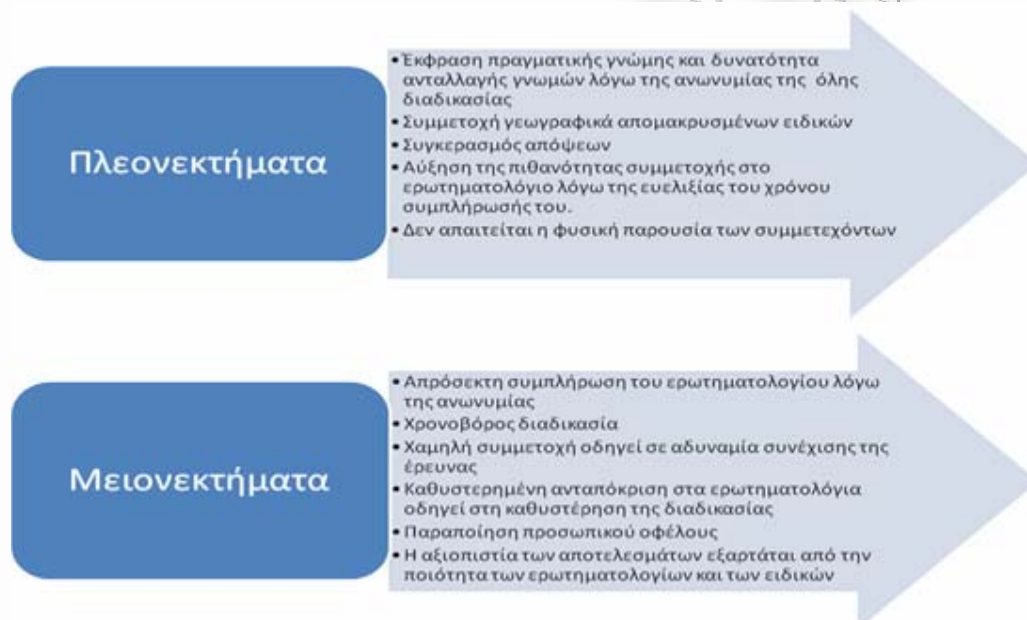 Πλεονεκτήματα
• Έκφραση πραγματικής γνώμης και δυνατότητα
ανταλλαγής γνωμών λόγω της ανωνυμίας της όλης
διαδικασίας
• Συμμετοχή γεωγραφικά απομακρυσμένων ειδικών
• Συγκερασμός απόψεων
• Αύξηση της πιθανότητας συμμετοχής στο
ερωτηματολόγιο λόγω της ευελιξίας του χρόνου
συμπλήρωσής του.
• Δεν απαιτείται η φυσική παρουσία των συμμετεχόντων
Μειονεκτήματα
• Απρόσεκτη συμπλήρωση του ερωτηματολογίου λόγω
της ανωνυμίας
• Χρονοβόρος διαδικασία
• Χαμηλή συμμετοχή οδηγεί σε αδυναμία συνέχισης της
έρευνας
• Καθυστερημένη ανταπόκριση στα ερωτηματολόγια
οδηγεί στη καθυστέρηση της διαδικασίας
• Παραποίηση προσωπικού οφέλους
• Η αξιοπιστία των αποτελεσμάτων εξαρτάται από την
ποιότητα των ερωτηματολογίων και των ειδικών